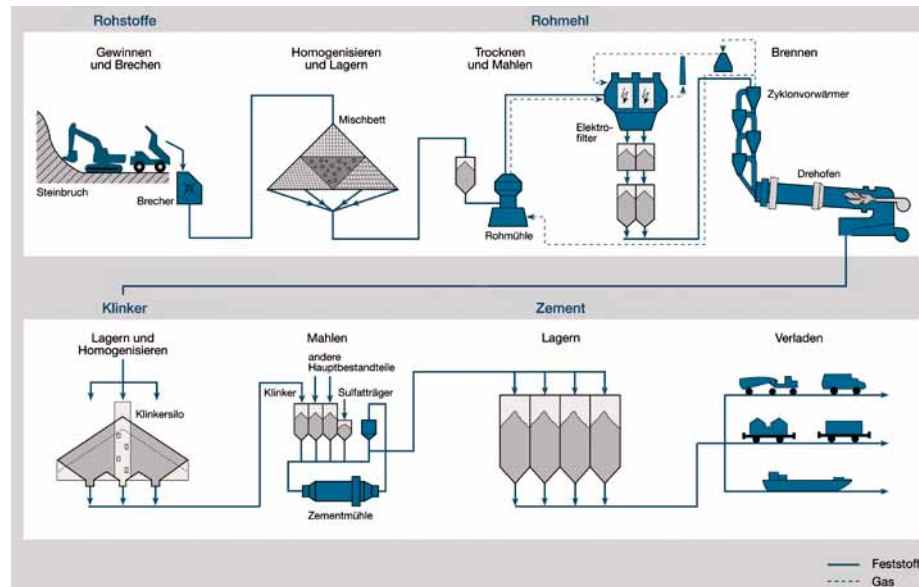 Rohstoffe
Rohmehl
Gewinnen
und Brechen
Homogenisieren
und Lagern
Trocknen
und Mahlen
Brennen
Zyklonvorwärmer
Mischbett
Elektro-
filter
Steinbruch
Brecher
Drehofen
Rohmühle
Klinker
Zement
Lagern und
Homogenisieren
Mahlen
Lagern
Verladen
andere
Hauptbestandteile
Klinker
Sulfatträger
Klinkersilo
Zementmühle
Feststoff
Gas